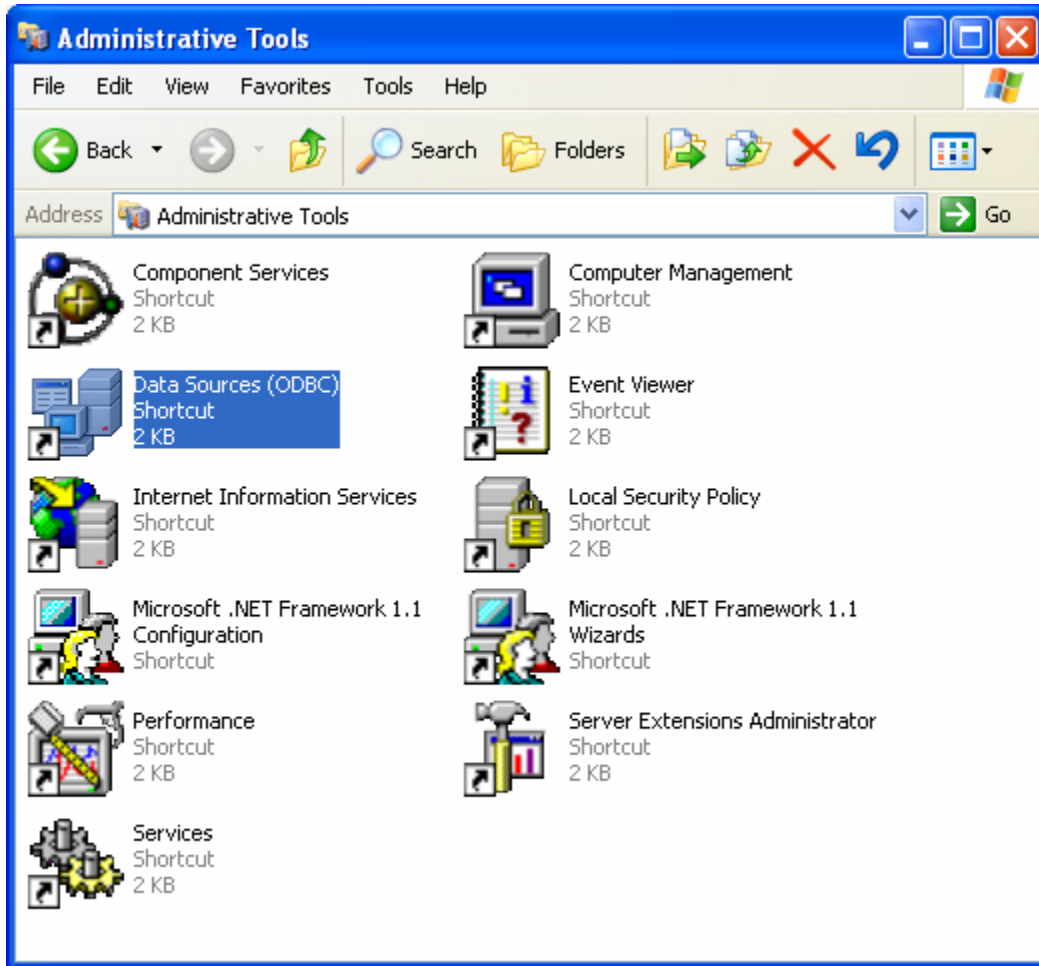 Administrative Tools
File Edit View Favorites Tools Help
Back Search Folders
Address Administrative Tools Go
Component Services
Shortcut
2 KB
Computer Management
Shortcut
2 KB
Data Sources (ODBC)
Shortcut
2 KB
Event Viewer
Shortcut
2 KB
Internet Information Services
Shortcut
2 KB
Local Security Policy
Shortcut
2 KB
Microsoft .NET Framework 1.1
Configuration
Shortcut
Microsoft .NET Framework 1.1
Wizards
Shortcut
Performance
Shortcut
2 KB
Server Extensions Administrator
Shortcut
2 KB
Services
Shortcut
2 KB